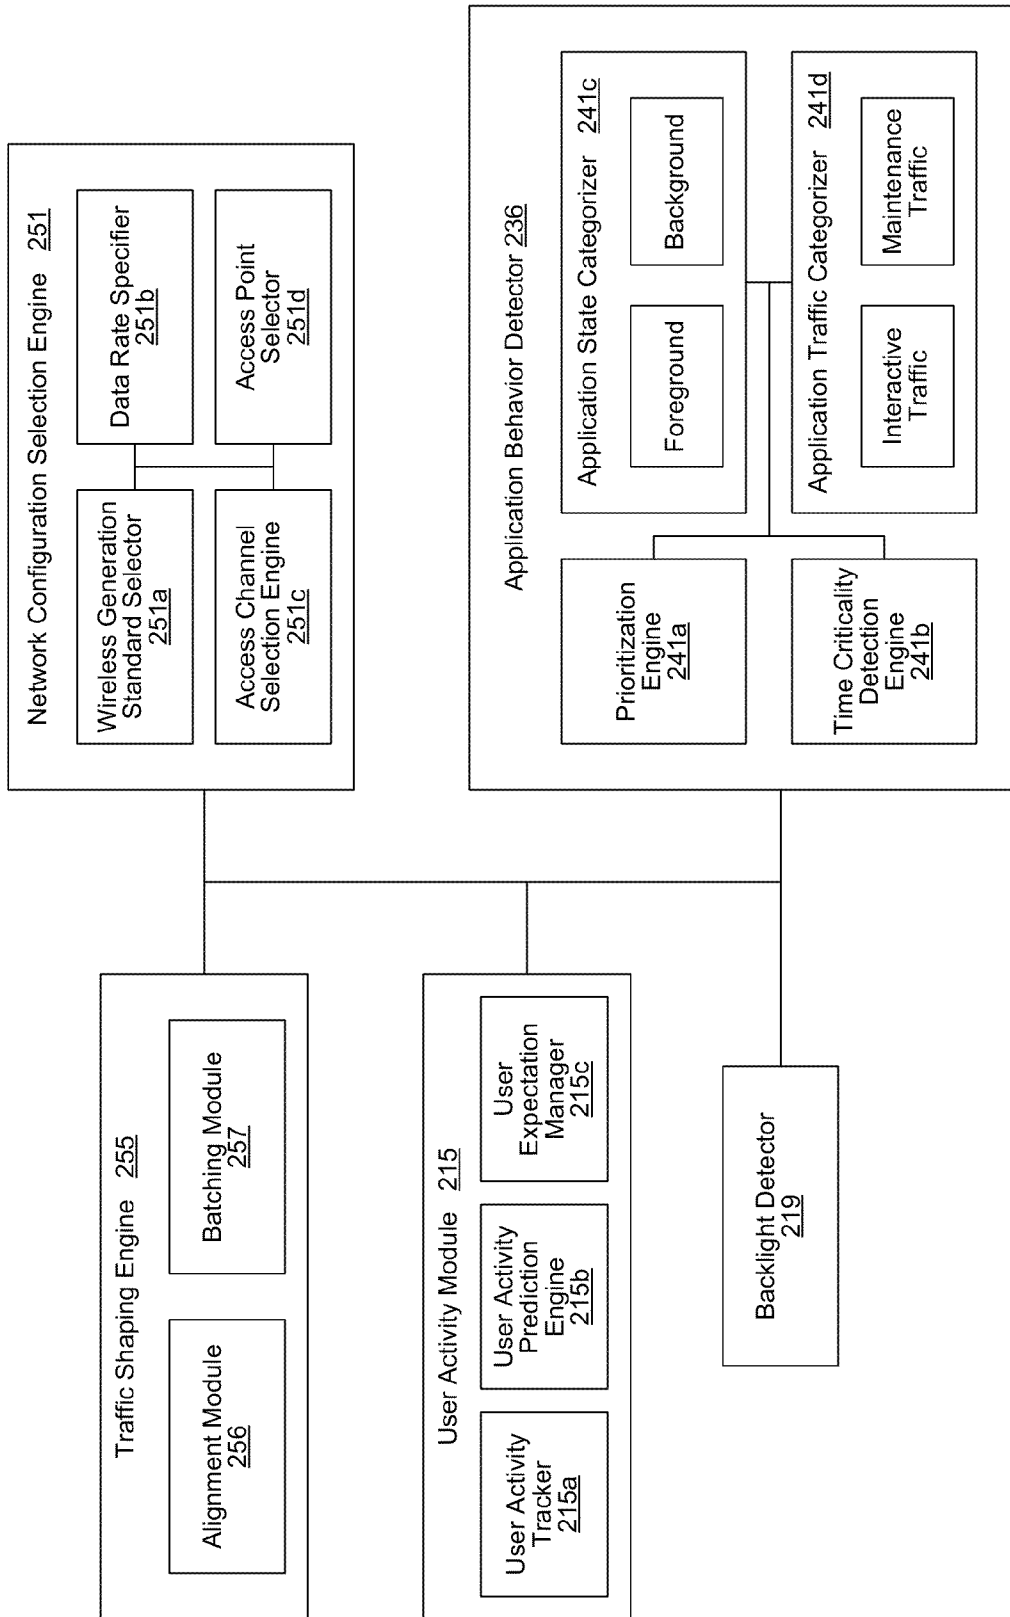 Traffic Shaping Engine 255
Alignment Module
256
Batching Module
257
User Activity Module 215
User Activity
Tracker
215a
User Activity
Prediction
Engine
215b
User
Expectation
Manager
215c
Backlight Detector
219
Network Configuration Selection Engine 251
Wireless Generation
Standard Selector
251a
Data Rate Specifier
251b
Access Channel
Selection Engine
251c
Access Point
Selector
251d
Application Behavior Detector 236
Prioritization
Engine
241a
Application State Categorizer 241c
Foreground
Background
Time Criticality
Detection
Engine
241b
Application Traffic Categorizer 241d
Interactive
Traffic
Maintenance
Traffic